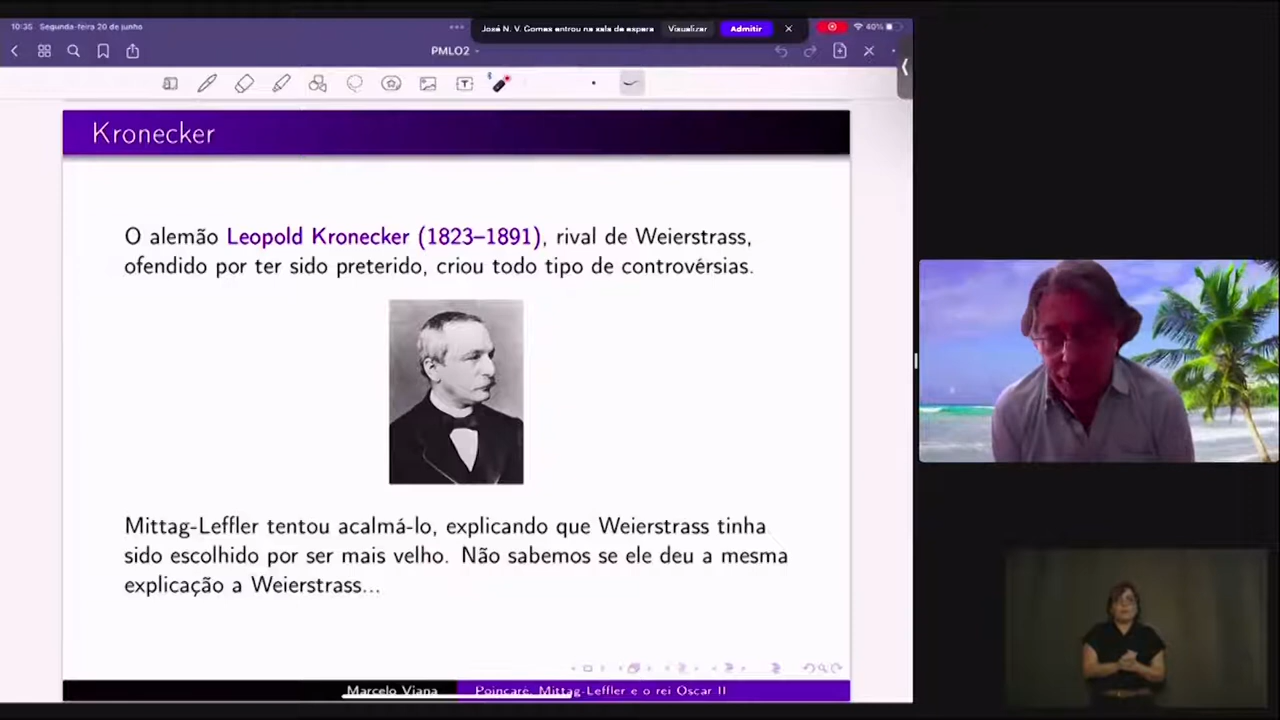 10:35 Segunda-feira 20 de junho
José N. V. Gomes entrou na sala de espera
Visualizar
Admitir
40%
PML02
Kronecker
O alemão Leopold Kronecker (1823–1891), rival de Weierstrass,
ofendido por ter sido preterido, criou todo tipo de controvérsias.
Mittag-Leffler tentou acalmá-lo, explicando que Weierstrass tinha
sido escolhido por ser mais velho. Não sabemos se ele deu a mesma
explicação a Weierstrass...
Marcelo Viana
Poincaré, Mittag-Leffler e o rei Oscar II